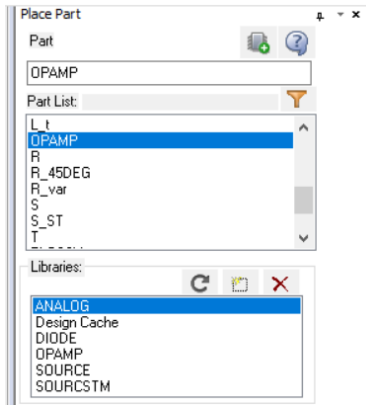 Place Part
Part
OPAMP
Part List:
L_t
OPAMP
R
R_45DEG
R_var
S
S_ST
T
Libraries:
ANALOG
Design Cache
DIODE
OPAMP
SOURCE
SOURCSTM